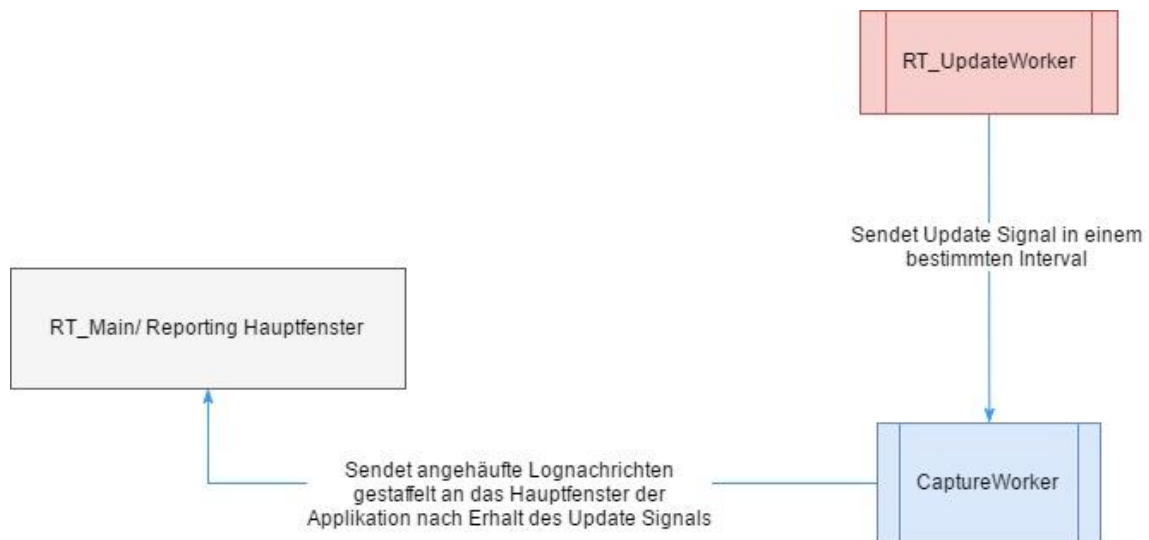 RT_UpdateWorker
Sendet Update Signal in einem
bestimmten Interval
RT_Main/ Reporting Hauptfenster
Sendet angehäufte Lognachrichten
gestaffelt an das Hauptfenster der
Applikation nach Erhalt des Update Signals
CaptureWorker